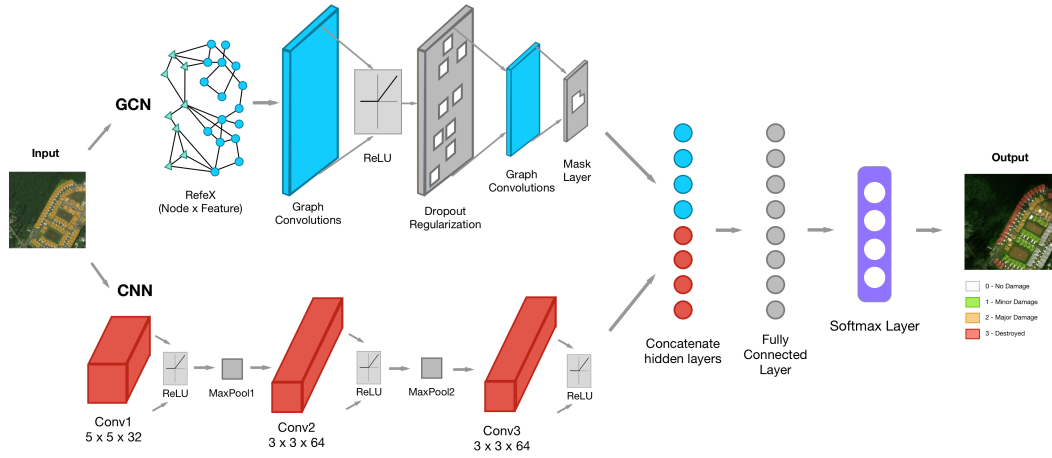 Input
GCN
RefeX
(Node x Feature)
Graph
Convolutions
ReLU
Dropout
Regularization
Graph
Convolutions
Mask
Layer
CNN
Conv1
5 x 5 x 32
ReLU
MaxPool1
Conv2
3 x 3 x 64
ReLU
MaxPool2
Conv3
3 x 3 x 64
ReLU
Concatenate
hidden layers
Fully
Connected
Layer
Softmax Layer
Output
0 - No Damage
1 - Minor Damage
2 - Major Damage
3 - Destroyed